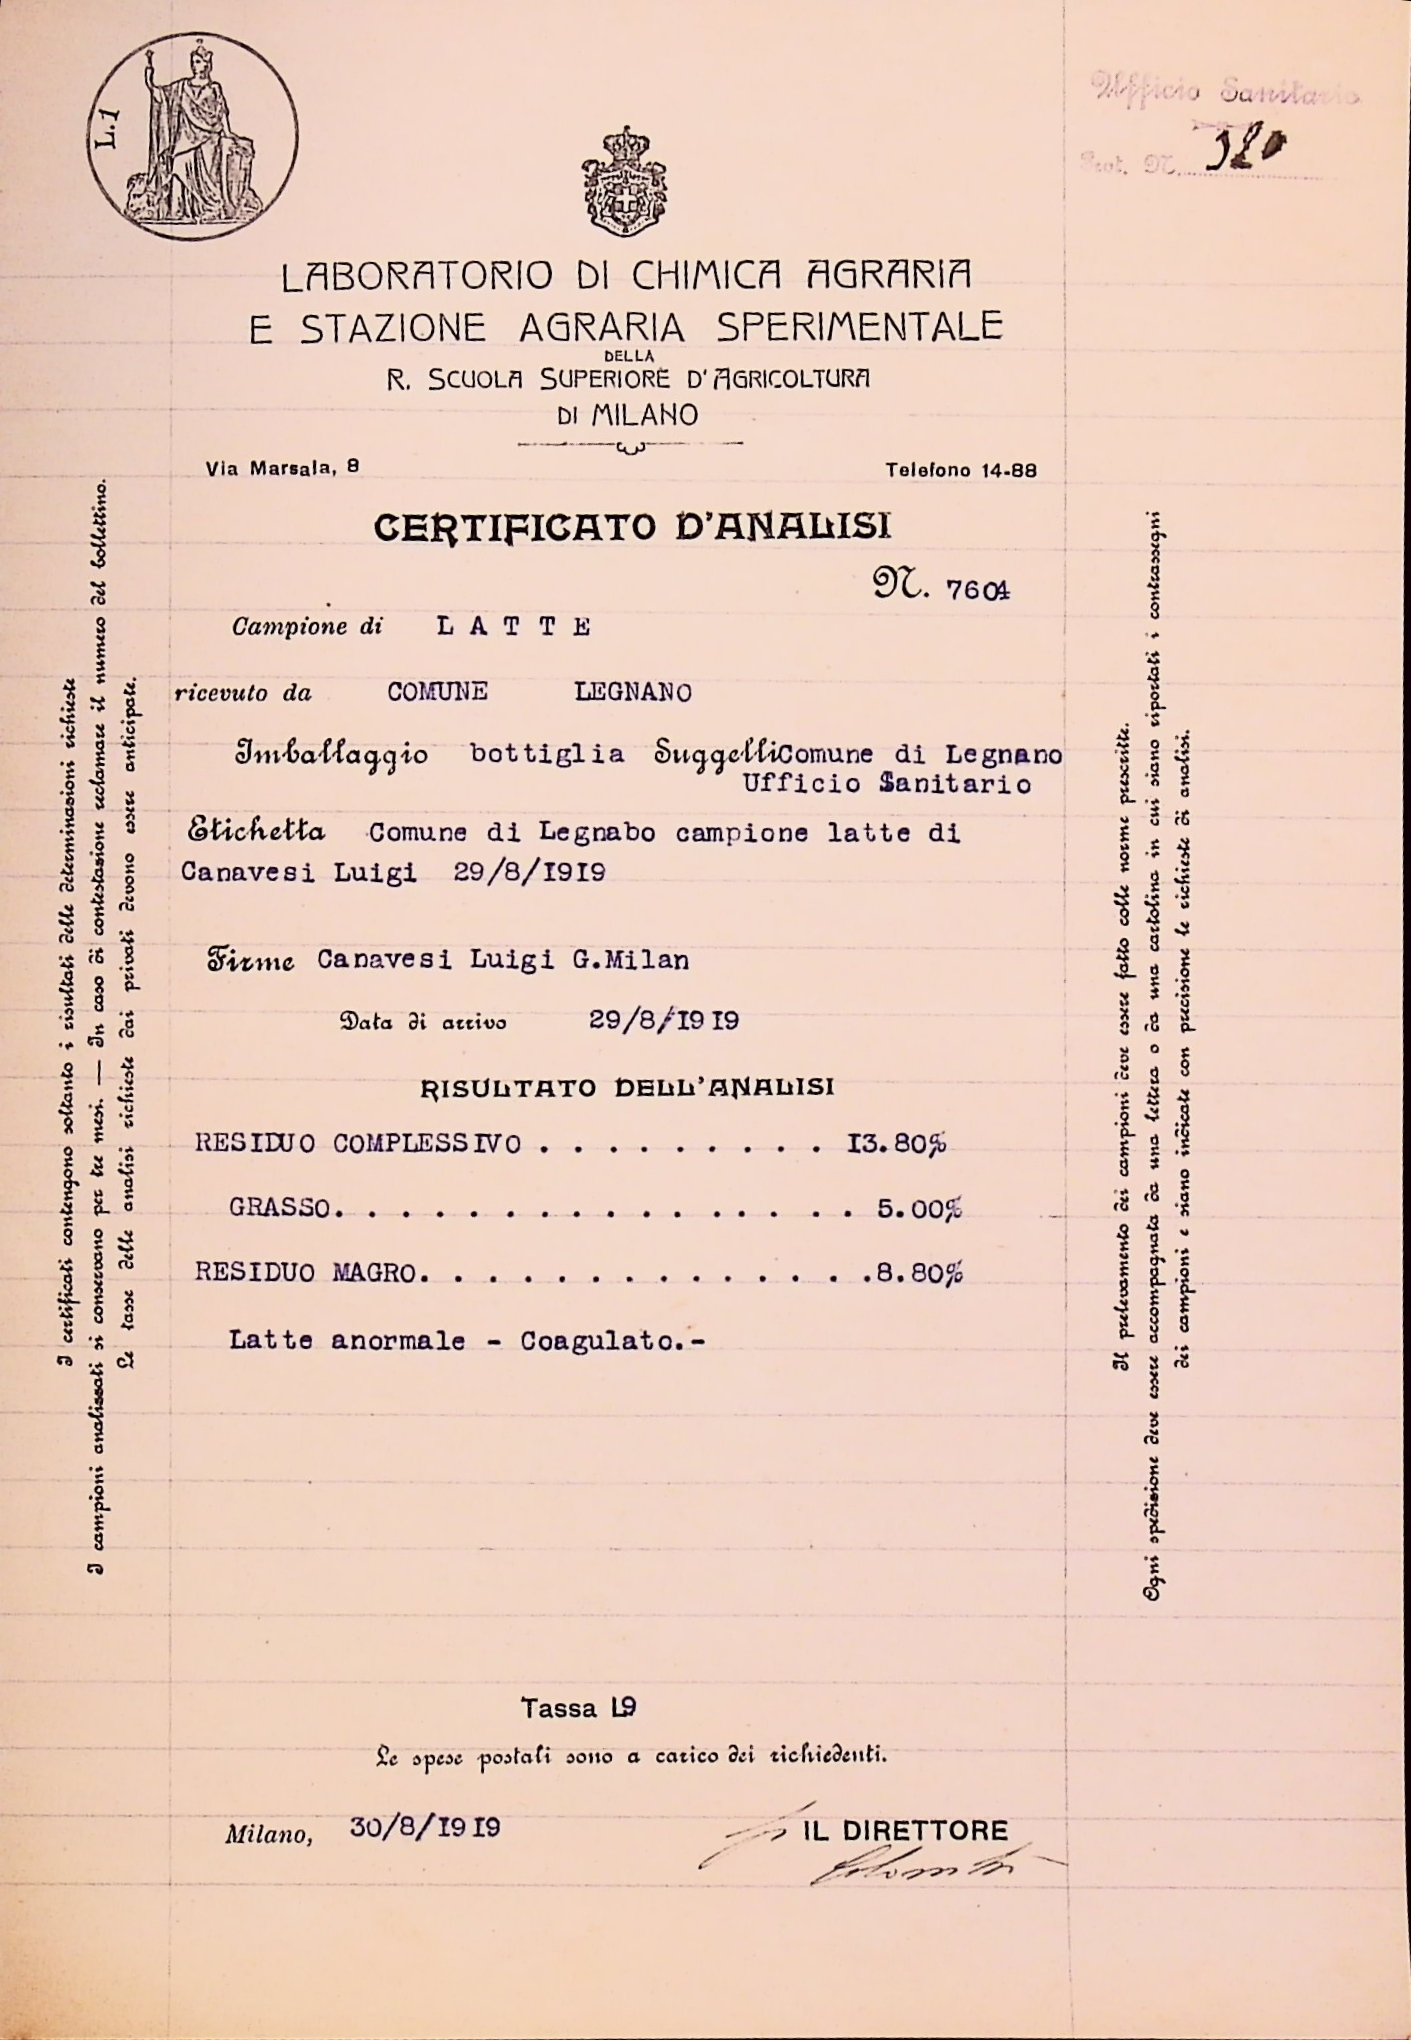 L.1
Ufficio Sanitario
Prot. N.
LABORATORIO DI CHIMICA AGRARIA
E STAZIONE AGRARIA SPERIMENTALE
DELLA
R. SCUOLA SUPERIORE D'AGRICOLTURA
DI MILANO
Via Marsala, 8
Telefono 14-88
CERTIFICATO D'ANALISI
N. 7604
Campione di LATTE
ricevuto da COMUNE LEGNANO
Imballaggio bottiglia Suggelli Comune di Legnano
Ufficio Sanitario
Etichetta Comune di Legnabo campione latte di
Canavesi Luigi 29/8/1919
Firme Canavesi Luigi G.Milan
Data di arrivo 29/8/1919
RISULTATO DELL'ANALISI
RESIDUO COMPLESSIVO . . . . . . . . . 13.80%
GRASSO. . . . . . . . . . . . . . . . 5.00%
RESIDUO MAGRO. . . . . . . . . . . . . .8.80%
Latte anormale - Coagulato.-
Tassa L9
Le spese postali sono a carico dei richiedenti.
Milano, 30/8/1919
IL DIRETTORE
I certificati contengono soltanto i risultati delle determinazioni richieste
I campioni analizzati si conservano per tre mesi. — In caso di contestazione reclamare il numero del bollettino.
Le tasse delle analisi richieste dai privati devono essere anticipate.
Il prelevamento dei campioni deve essere fatto colle norme prescritte.
Ogni spedizione deve essere accompagnata da una lettera o da una cartolina in cui siano riportati i contrassegni
dei campioni e siano indicate con precisione le richieste di analisi.